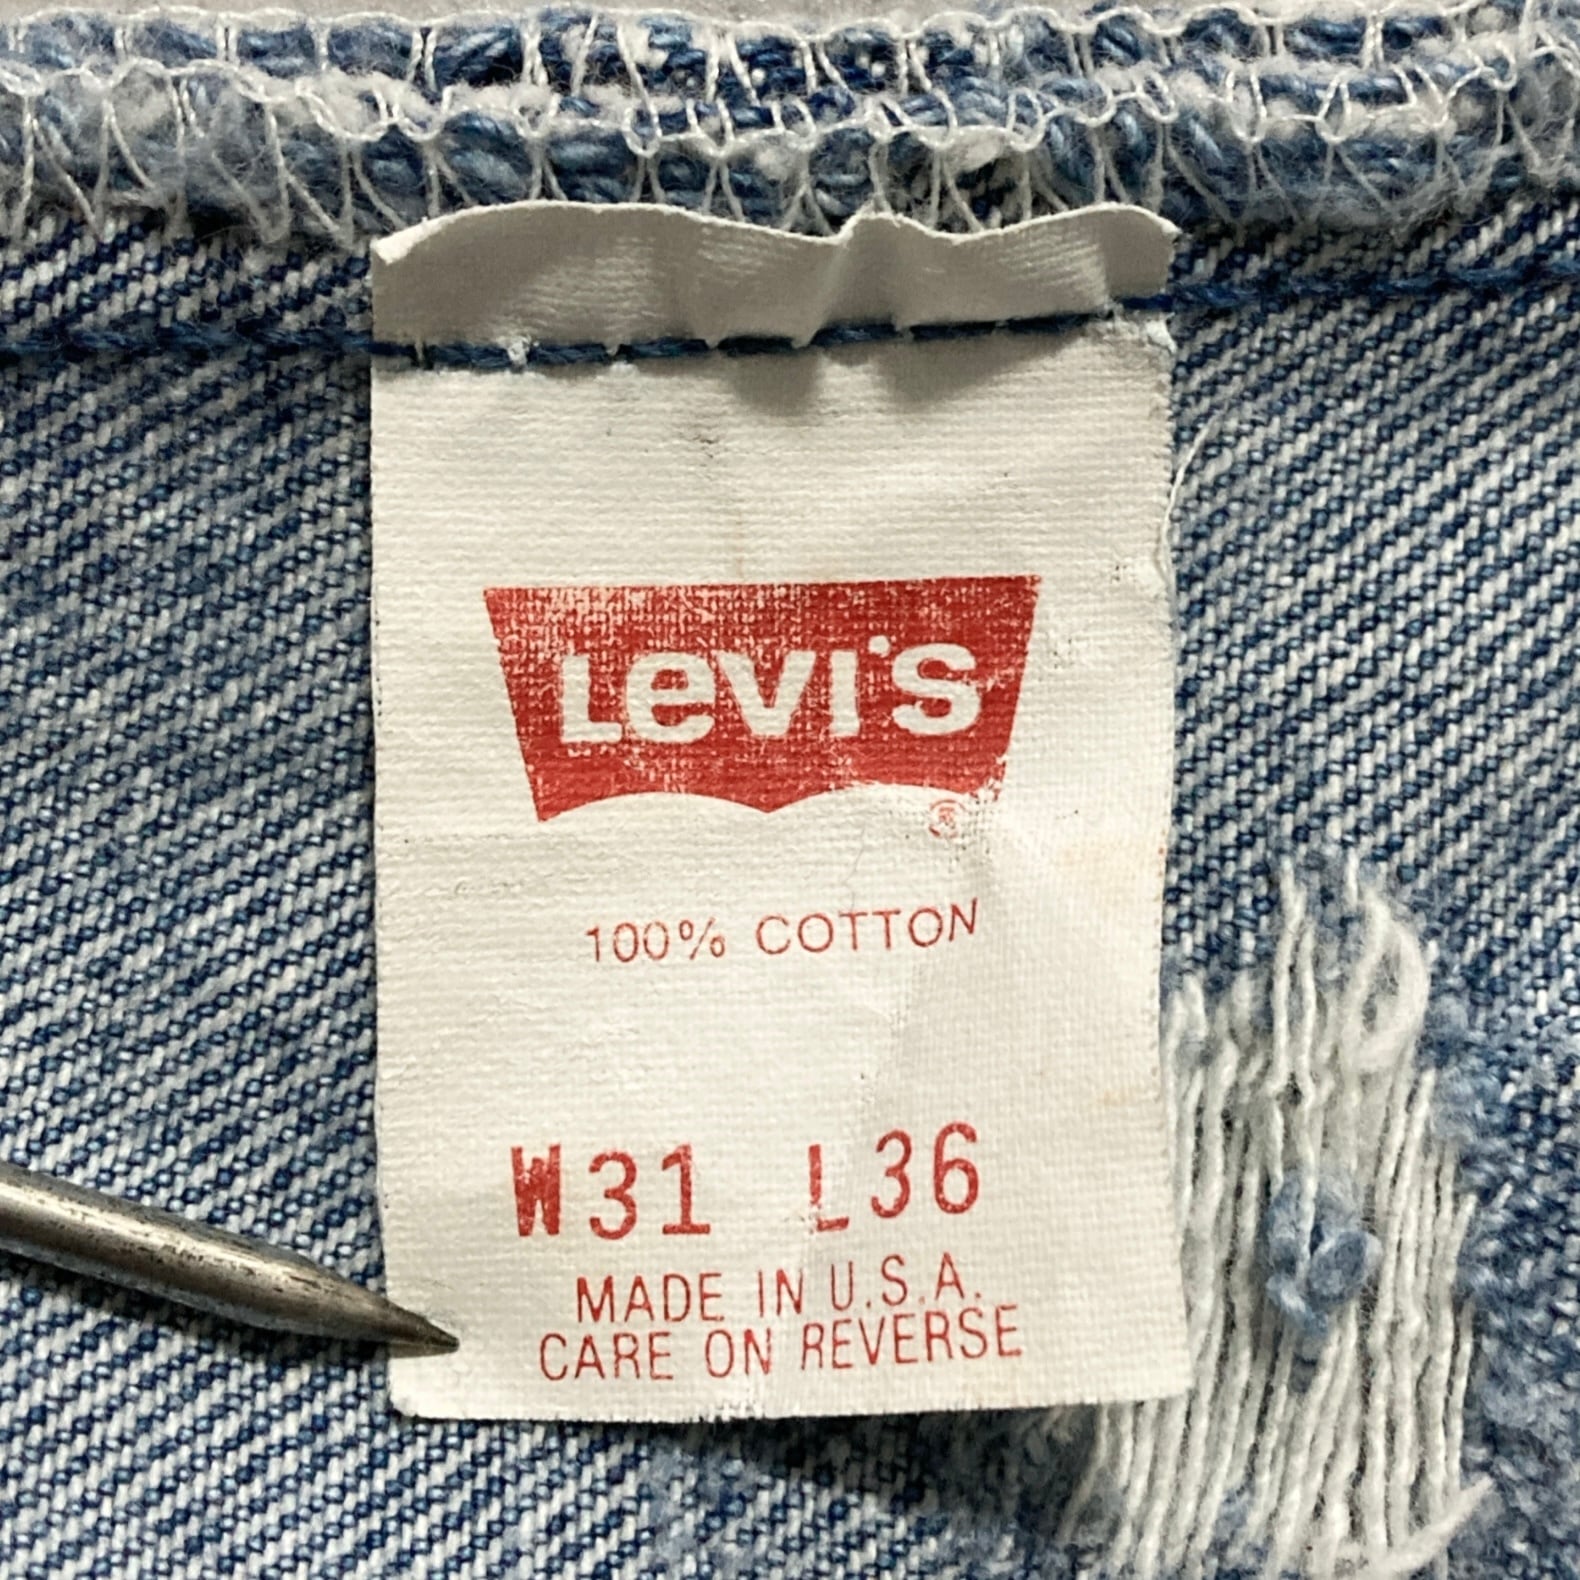 Levi's
®
100% COTTON
W31 L36
MADE IN U.S.A.
CARE ON REVERSE